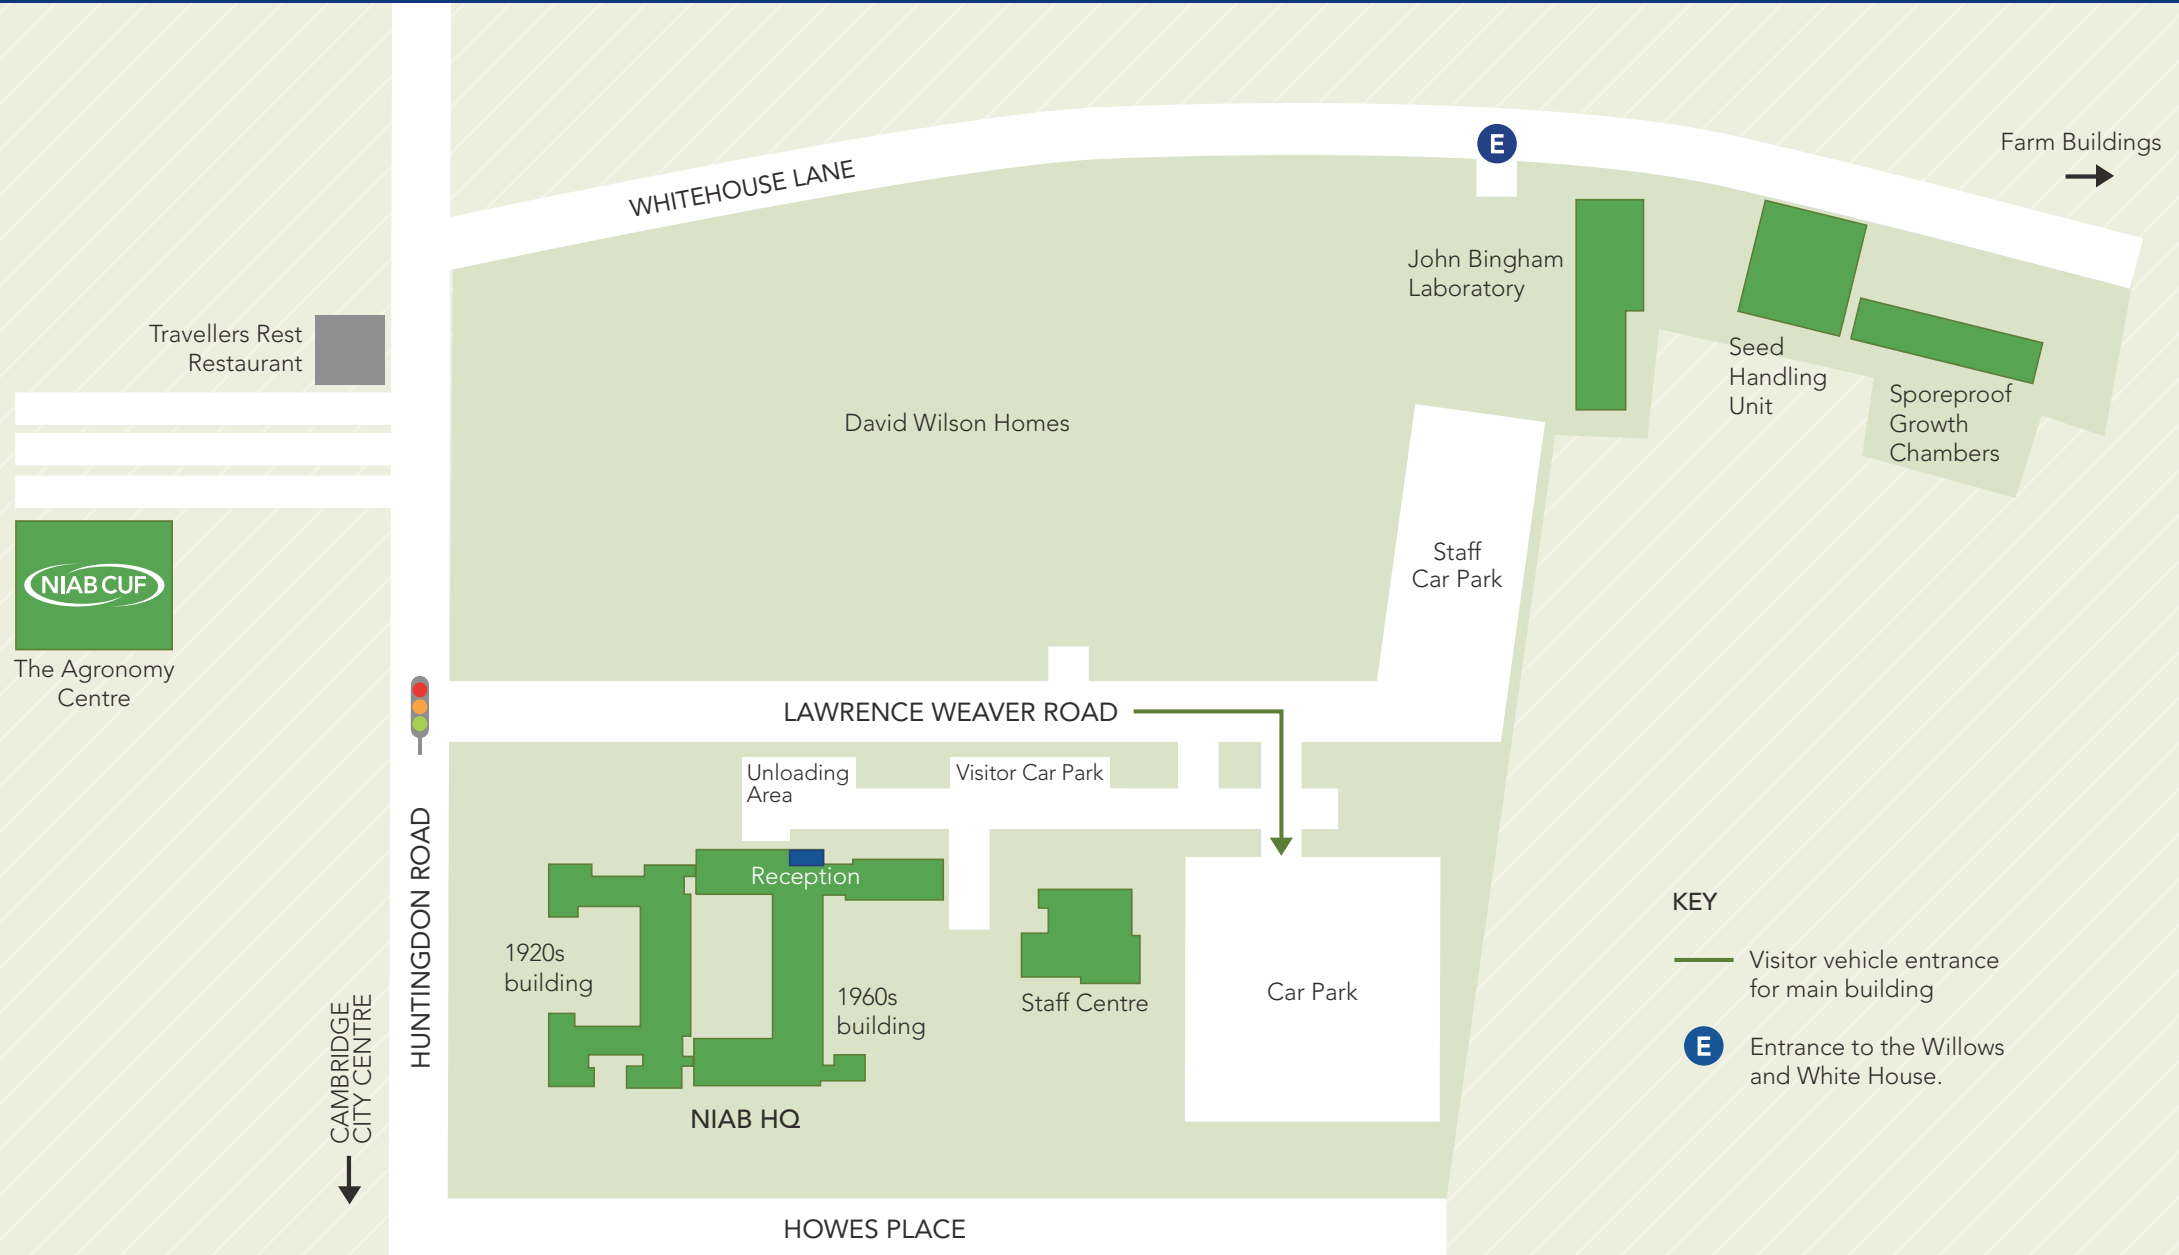 Farm Buildings
E
WHITEHOUSE LANE
John Bingham
Laboratory
Travellers Rest
Restaurant
Seed
Handling
Unit
Sporeproof
Growth
Chambers
David Wilson Homes
Staff
Car Park
NIAB CUF
The Agronomy
Centre
LAWRENCE WEAVER ROAD
Unloading
Area
Visitor Car Park
HUNTINGDON ROAD
Reception
1920s
building
1960s
building
Staff Centre
Car Park
NIAB HQ
CAMBRIDGE
CITY CENTRE
HOWES PLACE
KEY
Visitor vehicle entrance
for main building
E
Entrance to the Willows
and White House.